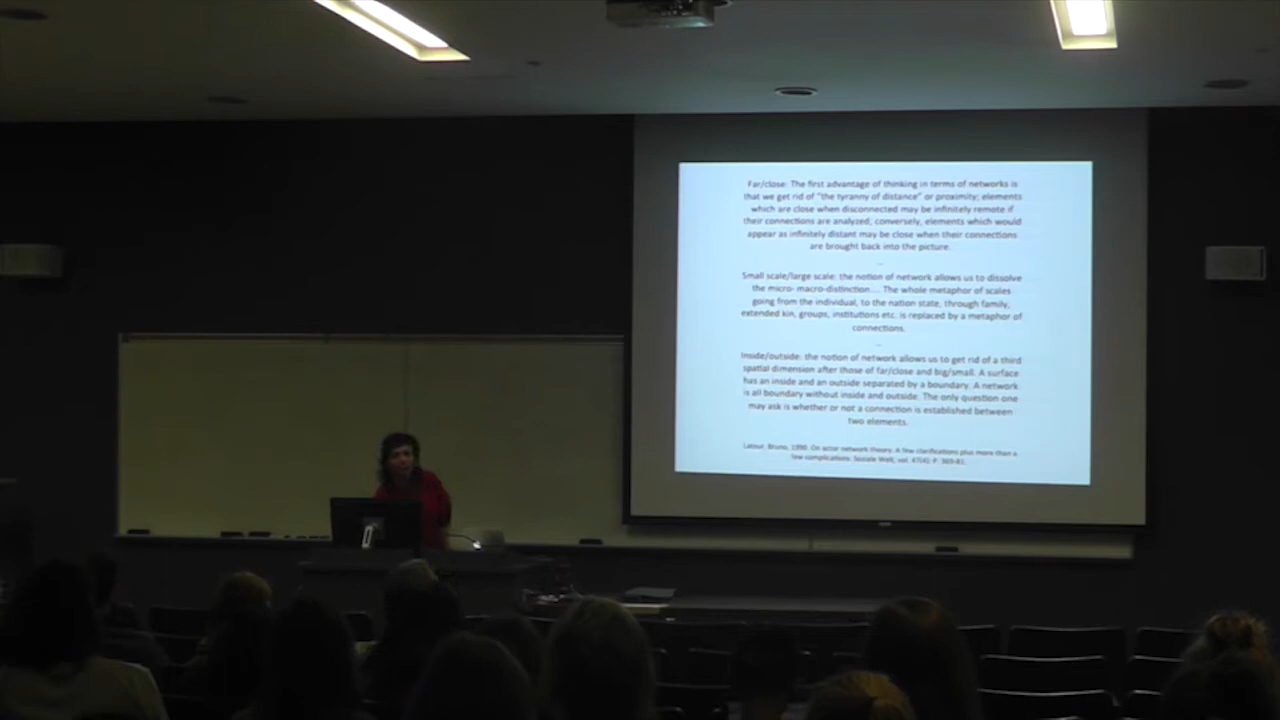 Far/close: The first advantage of thinking in terms of networks is
that we get rid of "the tyranny of distance" or proximity; elements
which are close when disconnected may be infinitely remote if
their connections are analyzed; conversely, elements which would
appear as infinitely distant may be close when their connections
are brought back into the picture.
...
Small scale/large scale: the notion of network allows us to dissolve
the micro- macro-distinction.... The whole metaphor of scales
going from the individual, to the nation state, through family,
extended kin, groups, institutions etc. is replaced by a metaphor of
connections.
...
Inside/outside: the notion of network allows us to get rid of a third
spatial dimension after those of far/close and big/small. A surface
has an inside and an outside separated by a boundary. A network
is all boundary without inside and outside. The only question one
may ask is whether or not a connection is established between
two elements.
Latour, Bruno, 1990. On actor network theory. A few clarifications plus more than a
few complications. Soziale Welt, vol. 47(4): P. 369-81.